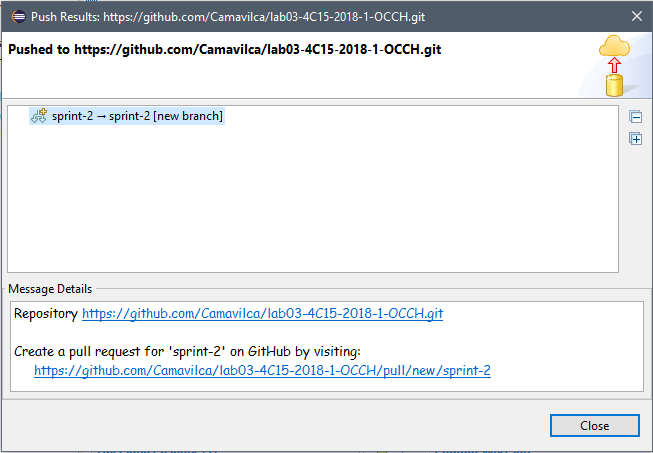 Push Results: https://github.com/Camavilca/lab03-4C15-2018-1-OCCH.git
Pushed to https://github.com/Camavilca/lab03-4C15-2018-1-OCCH.git
sprint-2 → sprint-2 [new branch]
Message Details
Repository https://github.com/Camavilca/lab03-4C15-2018-1-OCCH.git
Create a pull request for 'sprint-2' on GitHub by visiting:
https://github.com/Camavilca/lab03-4C15-2018-1-OCCH/pull/new/sprint-2
Close